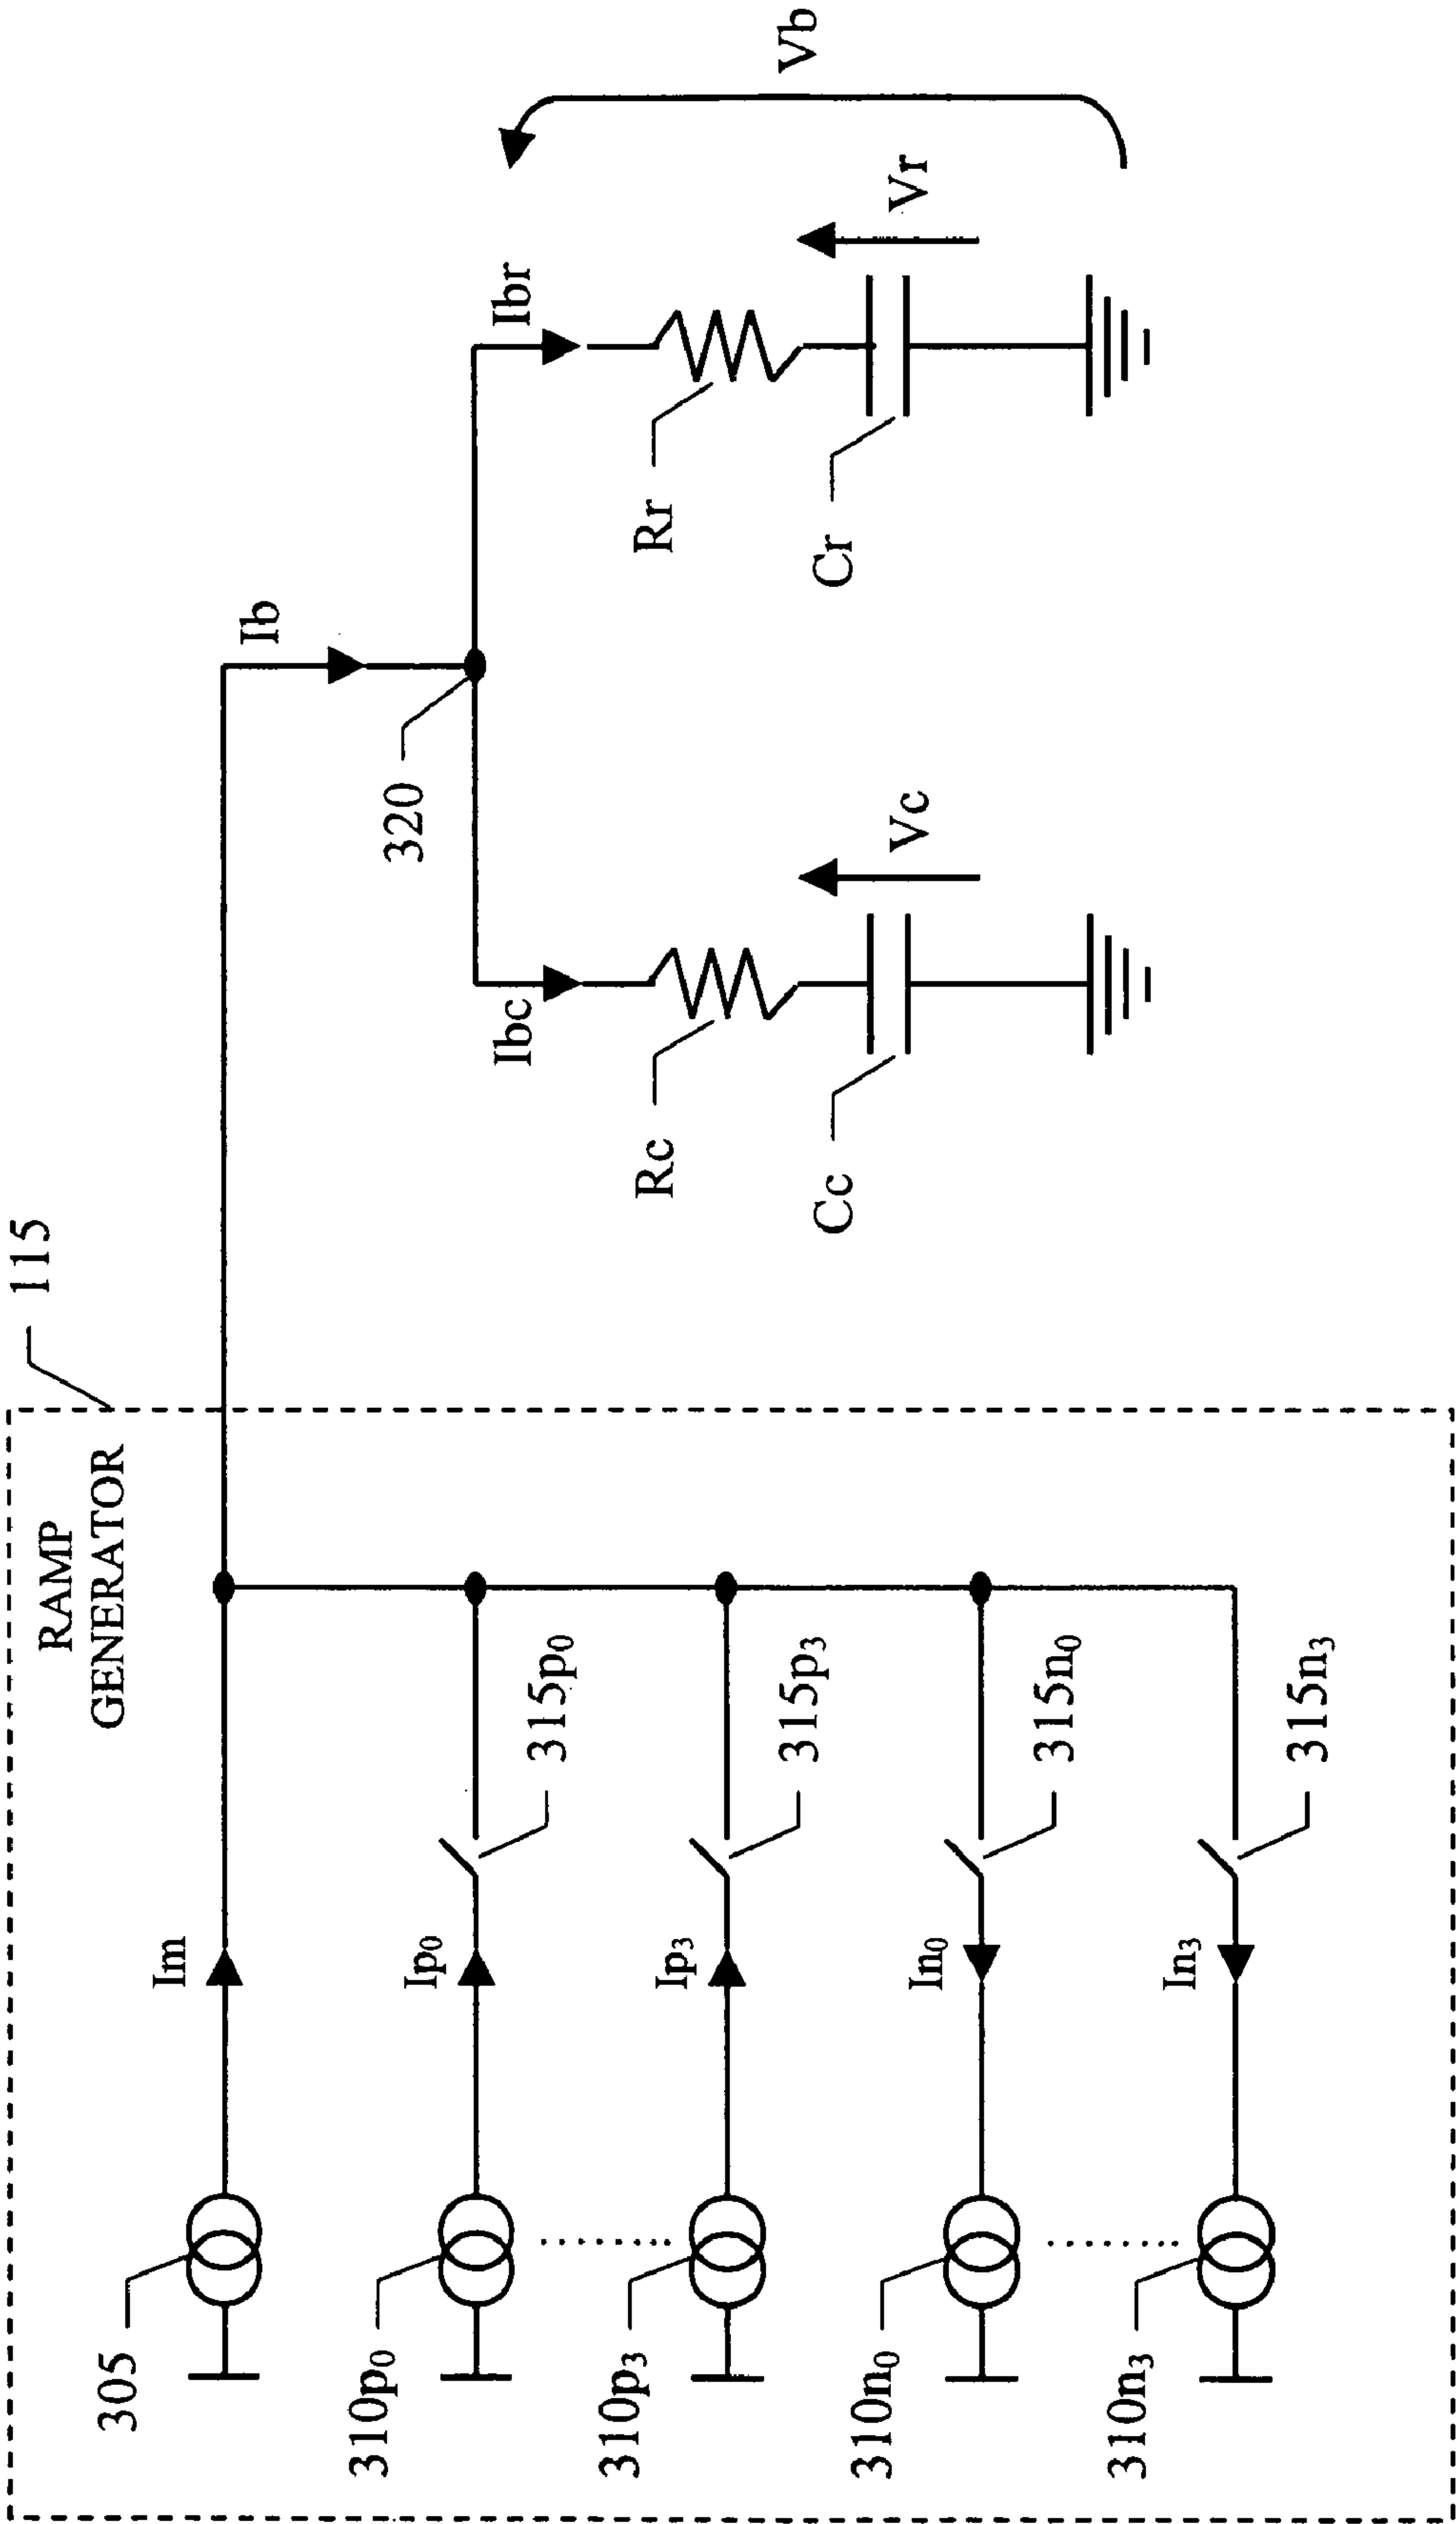 115
RAMP
GENERATOR
305
Im
310p0
Ip0
315p0
310p3
Ip3
315p3
310n0
In0
315n0
310n3
In3
315n3
Ib
320
Ibc
Rc
Cc
Vc
Ibr
Rr
Cr
Vr
Vb